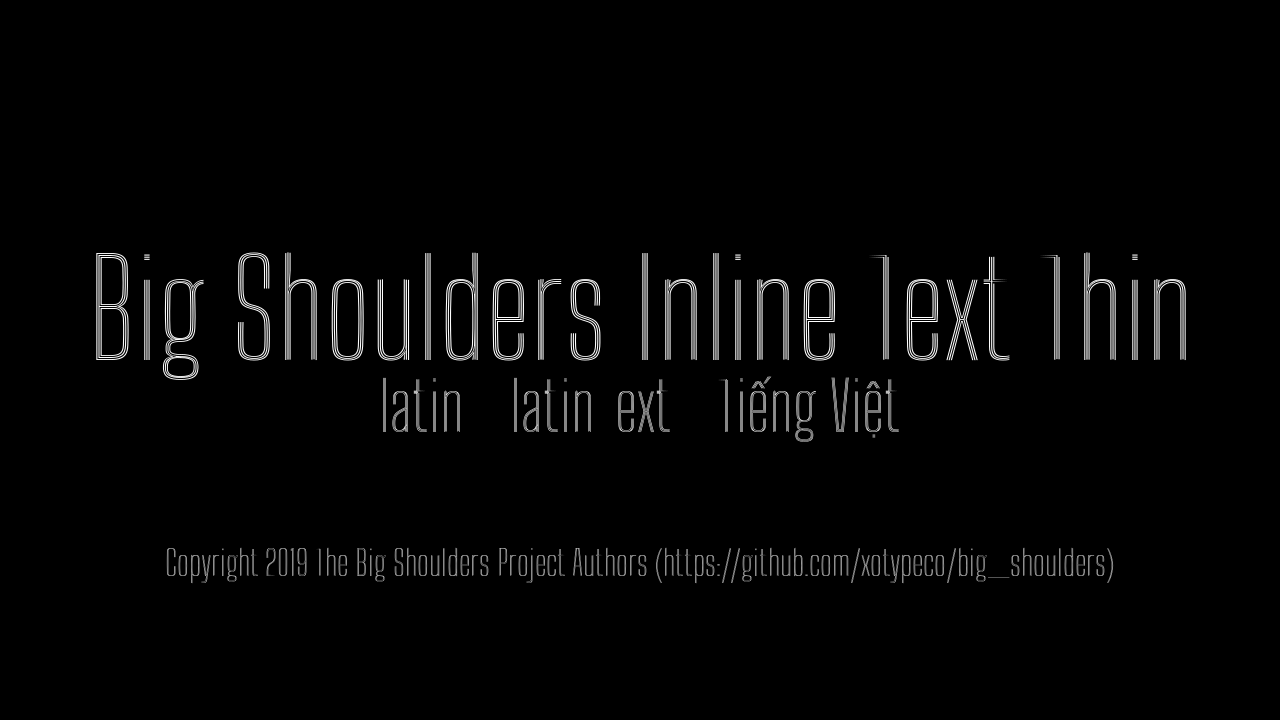 Big Shoulders Inline Text Thin
latin latin ext Tiếng Việt
Copyright 2019 The Big Shoulders Project Authors (https://github.com/xotypeco/big_shoulders)